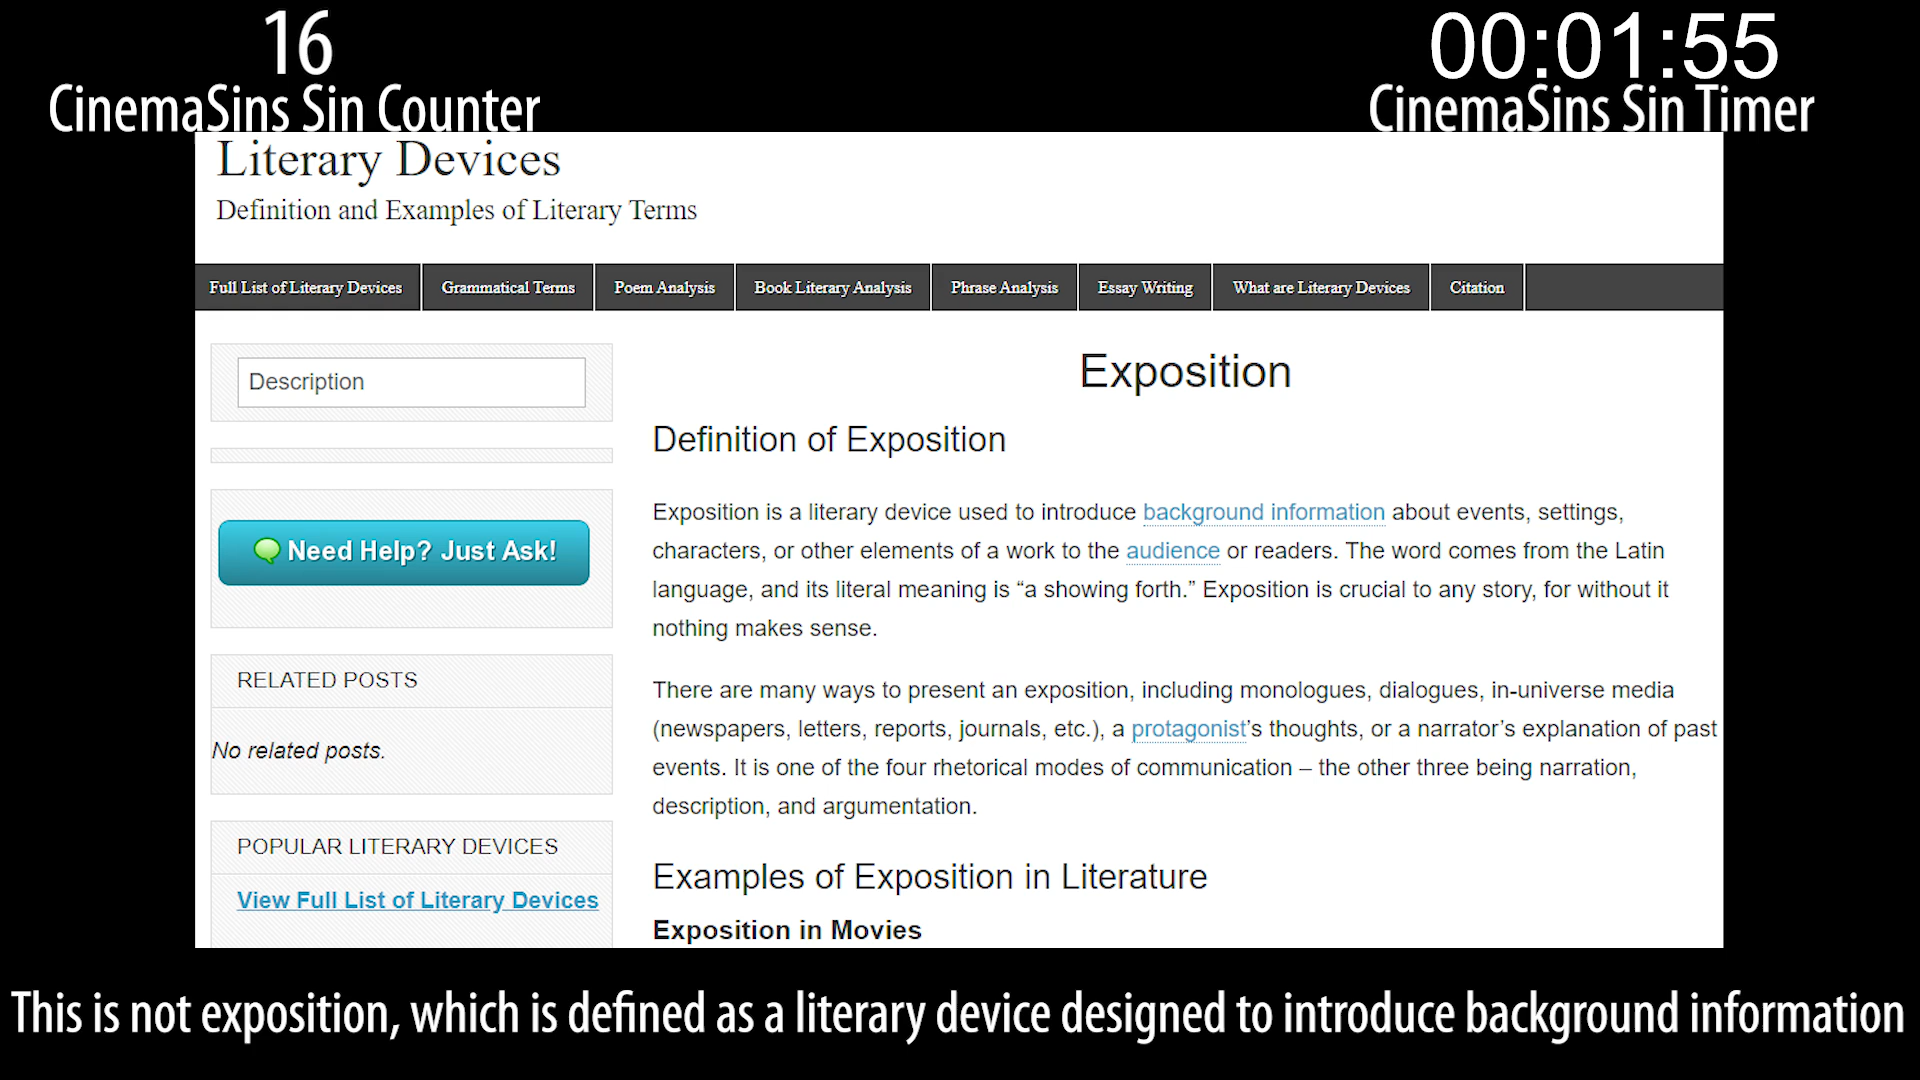 16
CinemaSins Sin Counter
00:01:55
CinemaSins Sin Timer
Literary Devices
Definition and Examples of Literary Terms
Full List of Literary Devices
Grammatical Terms
Poem Analysis
Book Literary Analysis
Phrase Analysis
Essay Writing
What are Literary Devices
Citation
Description
Need Help? Just Ask!
RELATED POSTS
No related posts.
POPULAR LITERARY DEVICES
View Full List of Literary Devices
Exposition
Definition of Exposition
Exposition is a literary device used to introduce background information about events, settings,
characters, or other elements of a work to the audience or readers. The word comes from the Latin
language, and its literal meaning is “a showing forth.” Exposition is crucial to any story, for without it
nothing makes sense.
There are many ways to present an exposition, including monologues, dialogues, in-universe media
(newspapers, letters, reports, journals, etc.), a protagonist’s thoughts, or a narrator’s explanation of past
events. It is one of the four rhetorical modes of communication – the other three being narration,
description, and argumentation.
Examples of Exposition in Literature
Exposition in Movies
This is not exposition, which is defined as a literary device designed to introduce background information